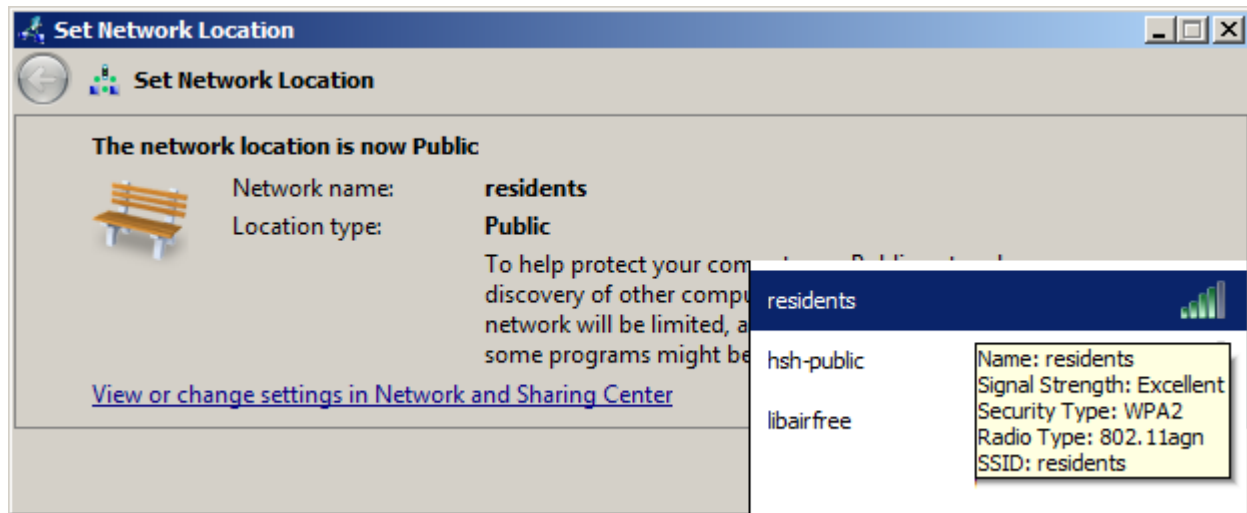 Set Network Location
Set Network Location
The network location is now Public
Network name: residents
Location type: Public
To help protect your
discovery of other
network will be limited,
some programs might be
View or change settings in Network and Sharing Center
residents
hsh-public
libairfree
Name: residents
Signal Strength: Excellent
Security Type: WPA2
Radio Type: 802.11agn
SSID: residents